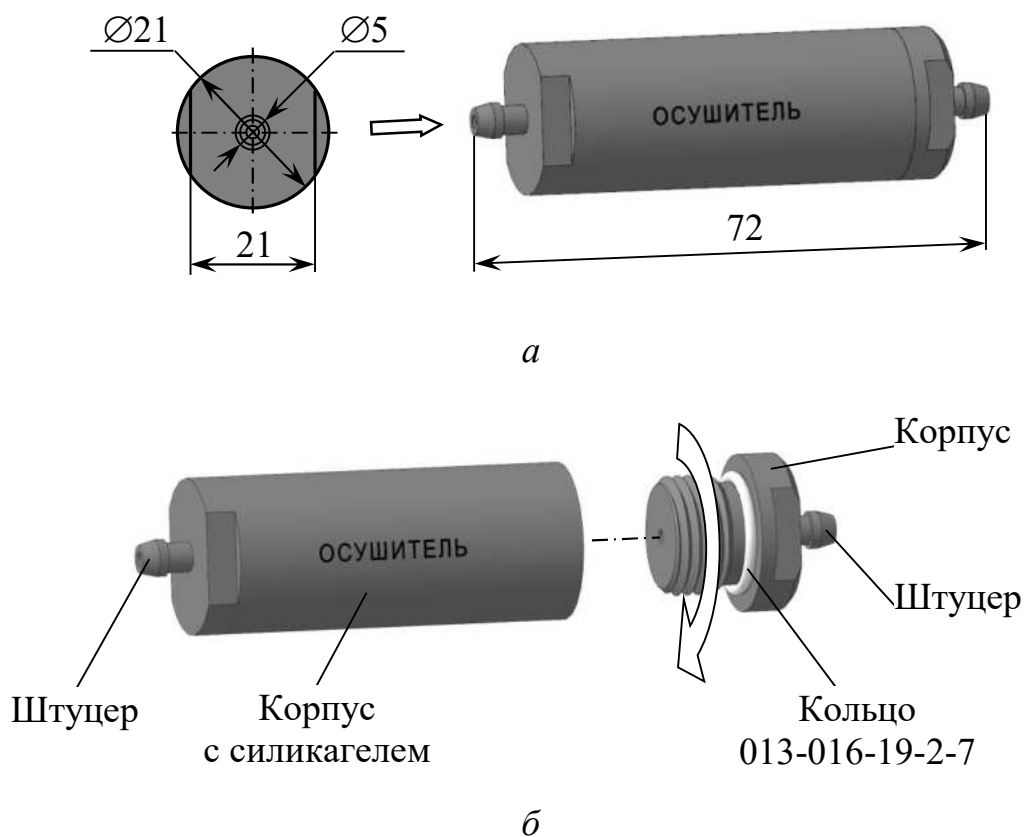 ∅21
∅5
ОСУШИТЕЛЬ
21
72
а
Корпус
ОСУШИТЕЛЬ
Штуцер
Штуцер
Корпус
с силикагелем
Кольцо
013-016-19-2-7
б